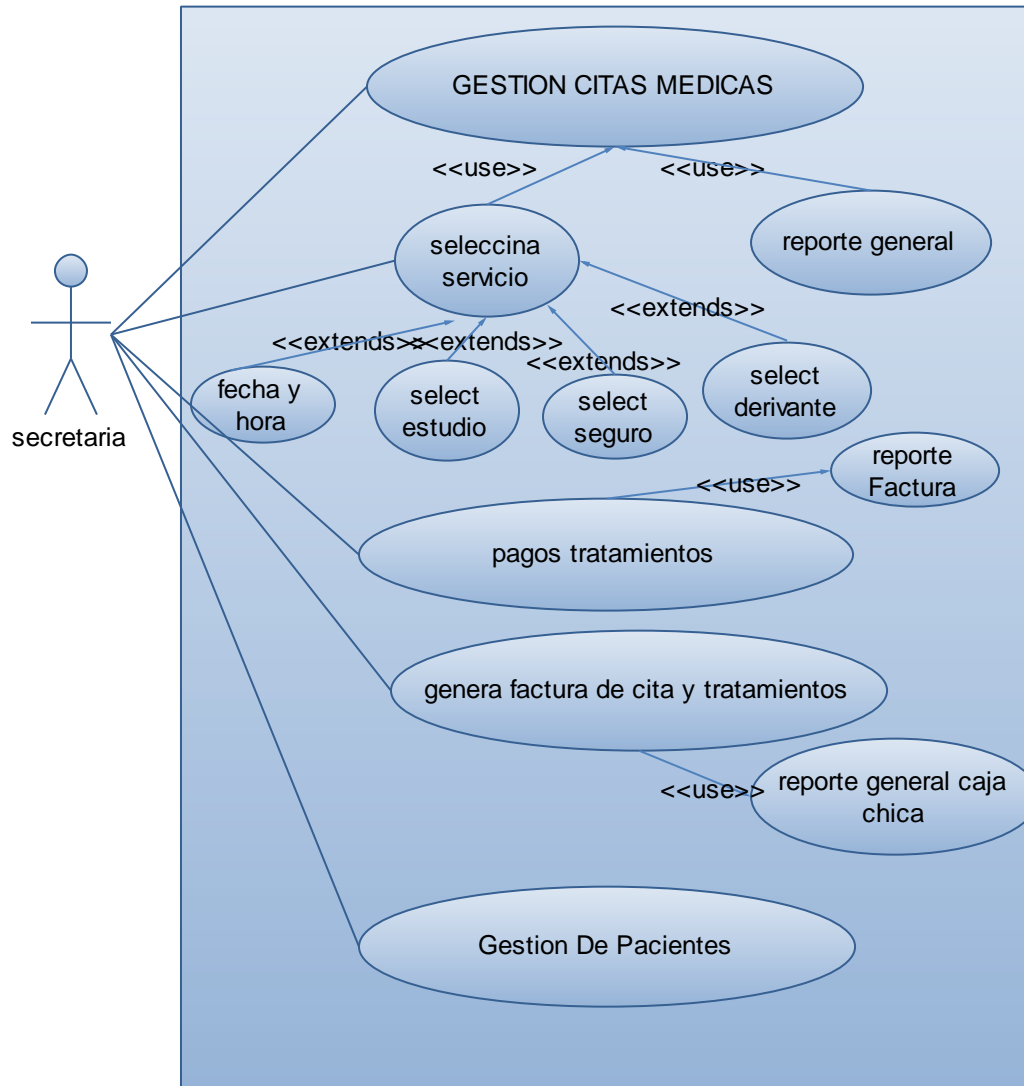 GESTION CITAS MEDICAS
<<use>>
<<use>>
seleccina
servicio
reporte general
<<extends>>
<<extends>>
<<extends>>
<<extends>>
fecha y
hora
select
estudio
select
seguro
select
derivante
secretaria
reporte
Factura
<<use>>
pagos tratamientos
genera factura de cita y tratamientos
<<use>>
reporte general caja
chica
Gestion De Pacientes